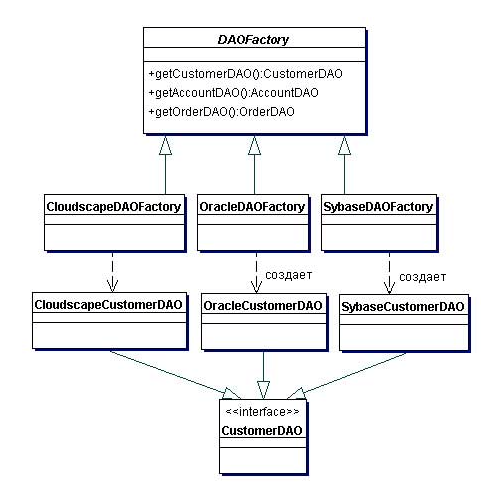 DAOFactory
+getCustomerDAO():CustomerDAO
+getAccountDAO():AccountDAO
+getOrderDAO():OrderDAO
CloudscapeDAOFactory
OracleDAOFactory
SybaseDAOFactory
создает
создает
CloudscapeCustomerDAO
OracleCustomerDAO
SybaseCustomerDAO
<<interface>>
CustomerDAO